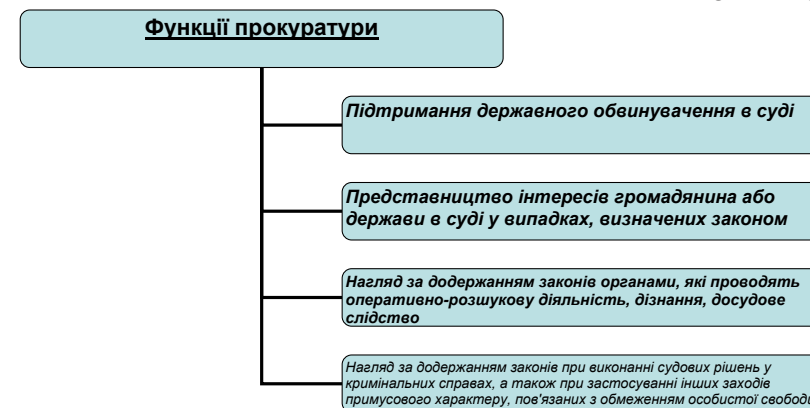 Функції прокуратури
Підтримання державного обвинувачення в суді
Представництво інтересів громадянина або
держави в суді у випадках, визначених законом
Нагляд за додержанням законів органами, які проводять
оперативно-розшукову діяльність, дізнання, досудове
слідство
Нагляд за додержанням законів при виконанні судових рішень у
кримінальних справах, а також при застосуванні інших заходів
примусового характеру, пов'язаних з обмеженням особистої